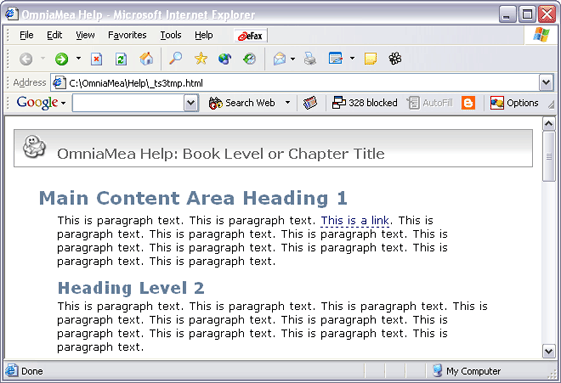 OmniaMea Help - Microsoft Internet Explorer
File Edit View Favorites Tools Help eFax
Address C:\OmniaMea\Help\_ts3tmp.html
Google Search Web 328 blocked AutoFill Options
OmniaMea Help: Book Level or Chapter Title
Main Content Area Heading 1
This is paragraph text. This is paragraph text. This is a link. This is
paragraph text. This is paragraph text. This is paragraph text. This is
paragraph text. This is paragraph text. This is paragraph text. This is
paragraph text. This is paragraph text.
Heading Level 2
This is paragraph text. This is paragraph text. This is paragraph text. This is
paragraph text. This is paragraph text. This is paragraph text. This is
paragraph text. This is paragraph text. This is paragraph text. This is
paragraph text.
Done My Computer